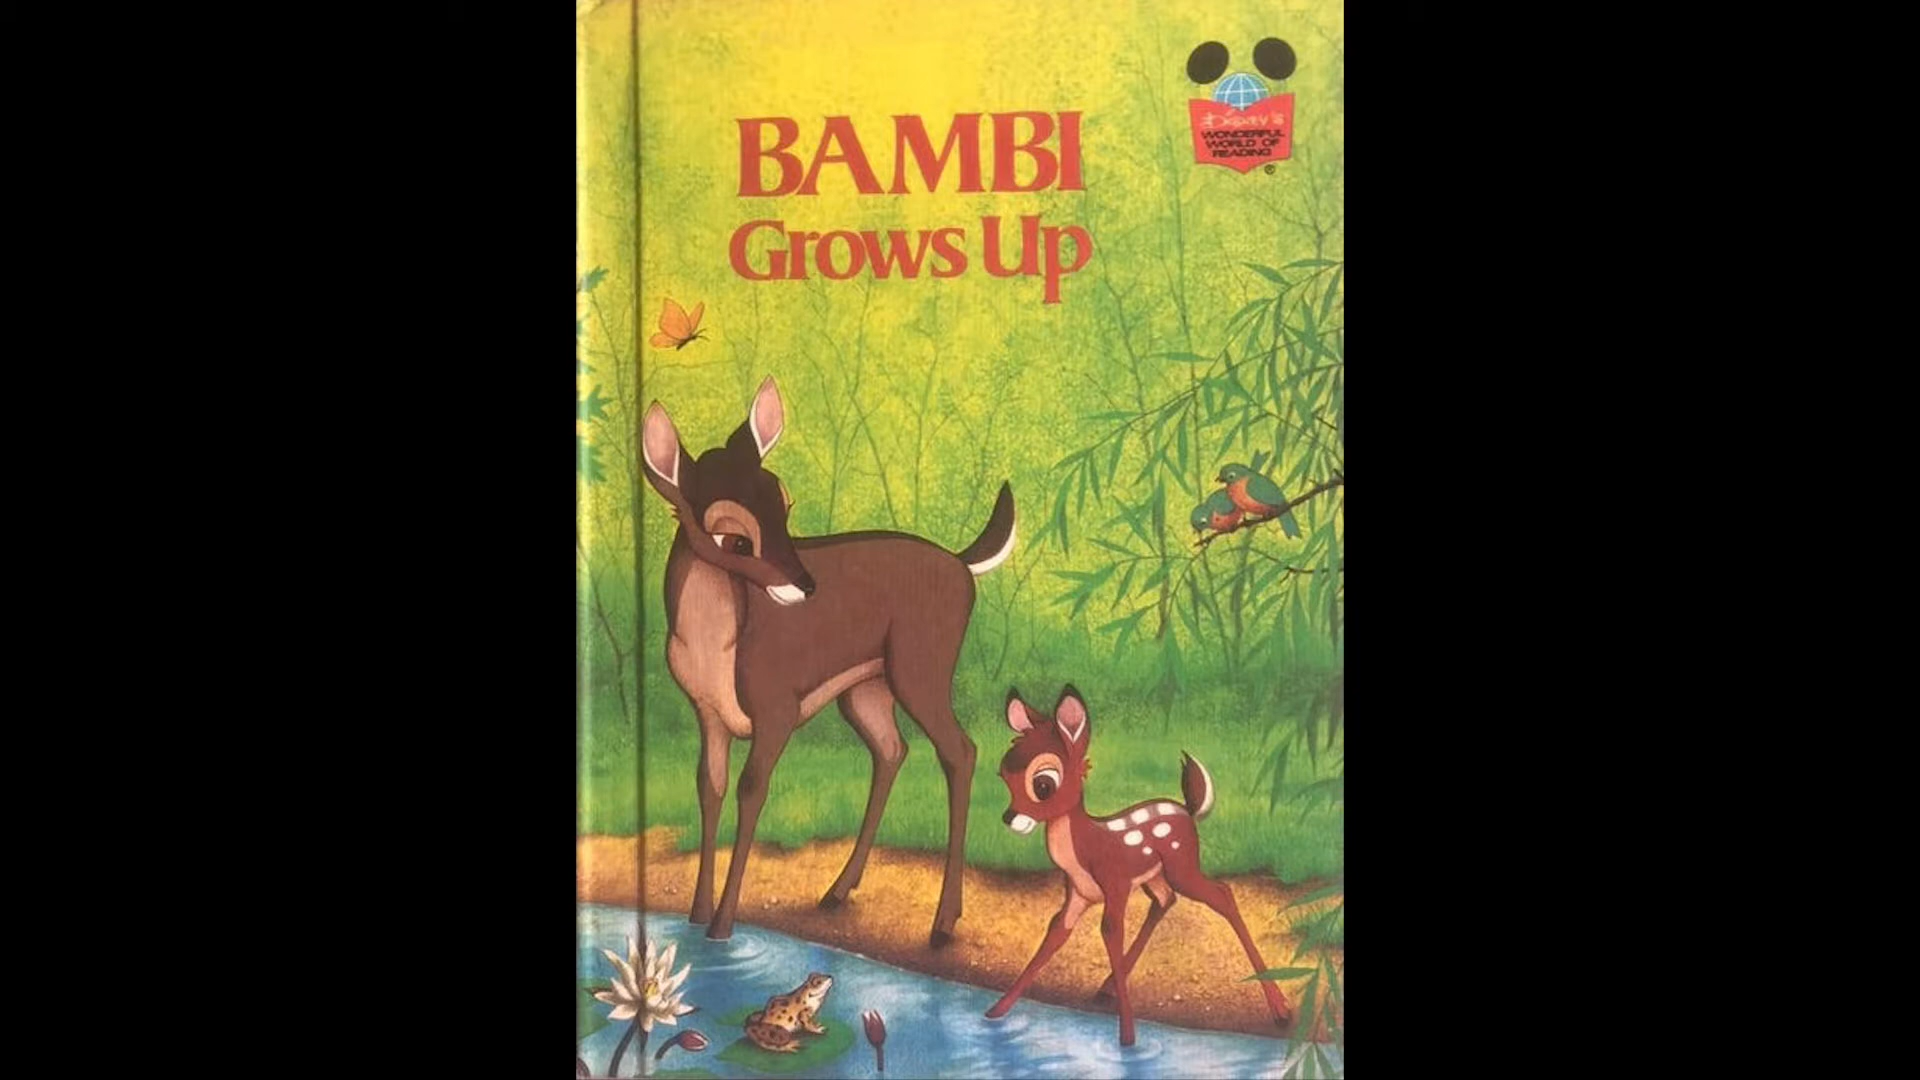 BAMBI
Grows Up
Disney's
WONDERFUL
WORLD OF
READING
®